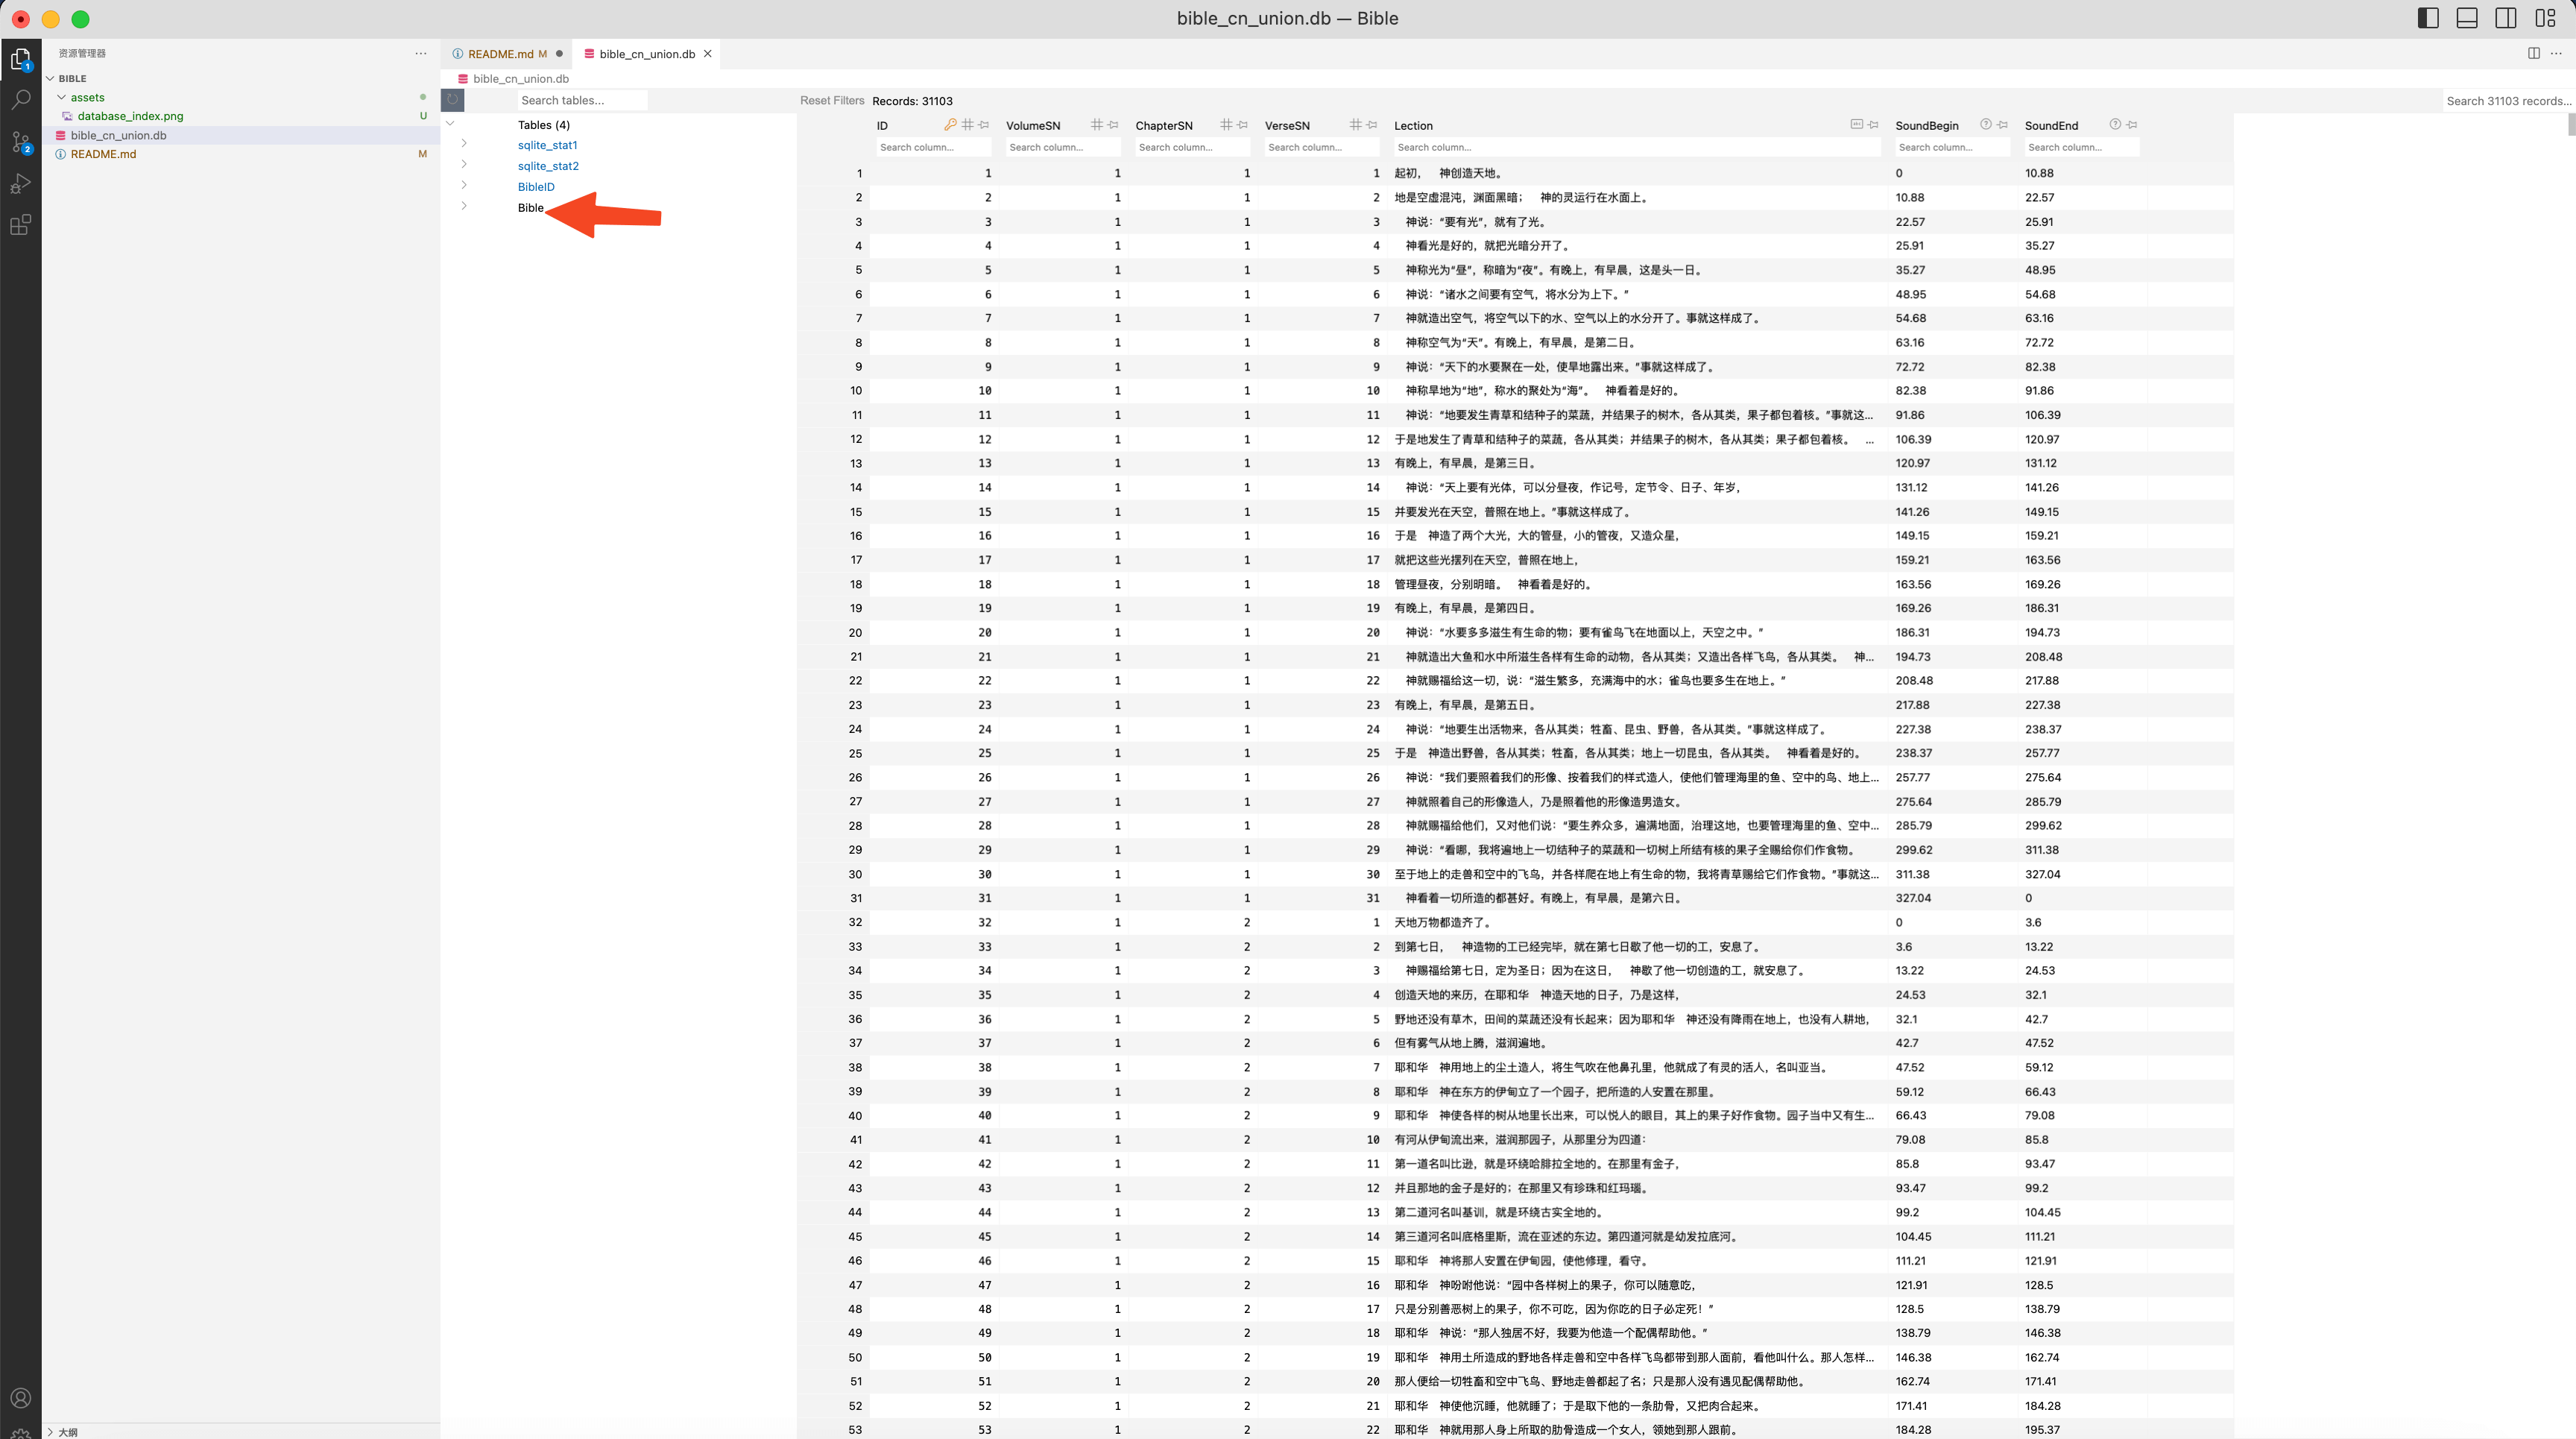 bible_cn_union.db — Bible
资源管理器
BIBLE
assets
database_index.png U
bible_cn_union.db
README.md M
大纲
1
2
README.md M
bible_cn_union.db
bible_cn_union.db
Search tables...
Tables (4)
sqlite_stat1
sqlite_stat2
BibleID
Bible
Reset Filters Records: 31103 Search 31103 records...
ID VolumeSN ChapterSN VerseSN Lection SoundBegin SoundEnd
Search column... Search column... Search column... Search column... Search column... Search column... Search column...
1 1 1 1 1 起初，　神创造天地。 0 10.88
2 2 1 1 2 地是空虚混沌，渊面黑暗；　神的灵运行在水面上。 10.88 22.57
3 3 1 1 3 　神说：“要有光”，就有了光。 22.57 25.91
4 4 1 1 4 　神看光是好的，就把光暗分开了。 25.91 35.27
5 5 1 1 5 　神称光为“昼”，称暗为“夜”。有晚上，有早晨，这是头一日。 35.27 48.95
6 6 1 1 6 　神说：“诸水之间要有空气，将水分为上下。” 48.95 54.68
7 7 1 1 7 　神就造出空气，将空气以下的水、空气以上的水分开了。事就这样成了。 54.68 63.16
8 8 1 1 8 　神称空气为“天”。有晚上，有早晨，是第二日。 63.16 72.72
9 9 1 1 9 　神说：“天下的水要聚在一处，使旱地露出来。”事就这样成了。 72.72 82.38
10 10 1 1 10 　神称旱地为“地”，称水的聚处为“海”。　神看着是好的。 82.38 91.86
11 11 1 1 11 　神说：“地要发生青草和结种子的菜蔬，并结果子的树木，各从其类，果子都包着核。”事就这... 91.86 106.39
12 12 1 1 12 于是地发生了青草和结种子的菜蔬，各从其类；并结果子的树木，各从其类；果子都包着核。　... 106.39 120.97
13 13 1 1 13 有晚上，有早晨，是第三日。 120.97 131.12
14 14 1 1 14 　神说：“天上要有光体，可以分昼夜，作记号，定节令、日子、年岁， 131.12 141.26
15 15 1 1 15 并要发光在天空，普照在地上。”事就这样成了。 141.26 149.15
16 16 1 1 16 于是　神造了两个大光，大的管昼，小的管夜，又造众星， 149.15 159.21
17 17 1 1 17 就把这些光摆列在天空，普照在地上， 159.21 163.56
18 18 1 1 18 管理昼夜，分别明暗。　神看着是好的。 163.56 169.26
19 19 1 1 19 有晚上，有早晨，是第四日。 169.26 186.31
20 20 1 1 20 　神说：“水要多多滋生有生命的物；要有雀鸟飞在地面以上，天空之中。” 186.31 194.73
21 21 1 1 21 　神就造出大鱼和水中所滋生各样有生命的动物，各从其类；又造出各样飞鸟，各从其类。　神... 194.73 208.48
22 22 1 1 22 　神就赐福给这一切，说：“滋生繁多，充满海中的水；雀鸟也要多生在地上。” 208.48 217.88
23 23 1 1 23 有晚上，有早晨，是第五日。 217.88 227.38
24 24 1 1 24 　神说：“地要生出活物来，各从其类；牲畜、昆虫、野兽，各从其类。”事就这样成了。 227.38 238.37
25 25 1 1 25 于是　神造出野兽，各从其类；牲畜，各从其类；地上一切昆虫，各从其类。　神看着是好的。 238.37 257.77
26 26 1 1 26 　神说：“我们要照着我们的形像、按着我们的样式造人，使他们管理海里的鱼、空中的鸟、地上... 257.77 275.64
27 27 1 1 27 　神就照着自己的形像造人，乃是照着他的形像造男造女。 275.64 285.79
28 28 1 1 28 　神就赐福给他们，又对他们说：“要生养众多，遍满地面，治理这地，也要管理海里的鱼、空中... 285.79 299.62
29 29 1 1 29 　神说：“看哪，我将遍地上一切结种子的菜蔬和一切树上所结有核的果子全赐给你们作食物。 299.62 311.38
30 30 1 1 30 至于地上的走兽和空中的飞鸟，并各样爬在地上有生命的物，我将青草赐给它们作食物。”事就这... 311.38 327.04
31 31 1 1 31 　神看着一切所造的都甚好。有晚上，有早晨，是第六日。 327.04 0
32 32 1 2 1 天地万物都造齐了。 0 3.6
33 33 1 2 2 到第七日，　神造物的工已经完毕，就在第七日歇了他一切的工，安息了。 3.6 13.22
34 34 1 2 3 　神赐福给第七日，定为圣日；因为在这日，　神歇了他一切创造的工，就安息了。 13.22 24.53
35 35 1 2 4 创造天地的来历，在耶和华　神造天地的日子，乃是这样， 24.53 32.1
36 36 1 2 5 野地还没有草木，田间的菜蔬还没有长起来；因为耶和华　神还没有降雨在地上，也没有人耕地， 32.1 42.7
37 37 1 2 6 但有雾气从地上腾，滋润遍地。 42.7 47.52
38 38 1 2 7 耶和华　神用地上的尘土造人，将生气吹在他鼻孔里，他就成了有灵的活人，名叫亚当。 47.52 59.12
39 39 1 2 8 耶和华　神在东方的伊甸立了一个园子，把所造的人安置在那里。 59.12 66.43
40 40 1 2 9 耶和华　神使各样的树从地里长出来，可以悦人的眼目，其上的果子好作食物。园子当中又有生... 66.43 79.08
41 41 1 2 10 有河从伊甸流出来，滋润那园子，从那里分为四道： 79.08 85.8
42 42 1 2 11 第一道名叫比逊，就是环绕哈腓拉全地的。在那里有金子， 85.8 93.47
43 43 1 2 12 并且那地的金子是好的；在那里又有珍珠和红玛瑙。 93.47 99.2
44 44 1 2 13 第二道河名叫基训，就是环绕古实全地的。 99.2 104.45
45 45 1 2 14 第三道河名叫底格里斯，流在亚述的东边。第四道河就是幼发拉底河。 104.45 111.21
46 46 1 2 15 耶和华　神将那人安置在伊甸园，使他修理，看守。 111.21 121.91
47 47 1 2 16 耶和华　神吩咐他说：“园中各样树上的果子，你可以随意吃， 121.91 128.5
48 48 1 2 17 只是分别善恶树上的果子，你不可吃，因为你吃的日子必定死！” 128.5 138.79
49 49 1 2 18 耶和华　神说：“那人独居不好，我要为他造一个配偶帮助他。” 138.79 146.38
50 50 1 2 19 耶和华　神用土所造成的野地各样走兽和空中各样飞鸟都带到那人面前，看他叫什么。那人怎样... 146.38 162.74
51 51 1 2 20 那人便给一切牲畜和空中飞鸟、野地走兽都起了名；只是那人没有遇见配偶帮助他。 162.74 171.41
52 52 1 2 21 耶和华　神使他沉睡，他就睡了；于是取下他的一条肋骨，又把肉合起来。 171.41 184.28
53 53 1 2 22 耶和华　神就用那人身上所取的肋骨造成一个女人，领她到那人跟前。 184.28 195.37